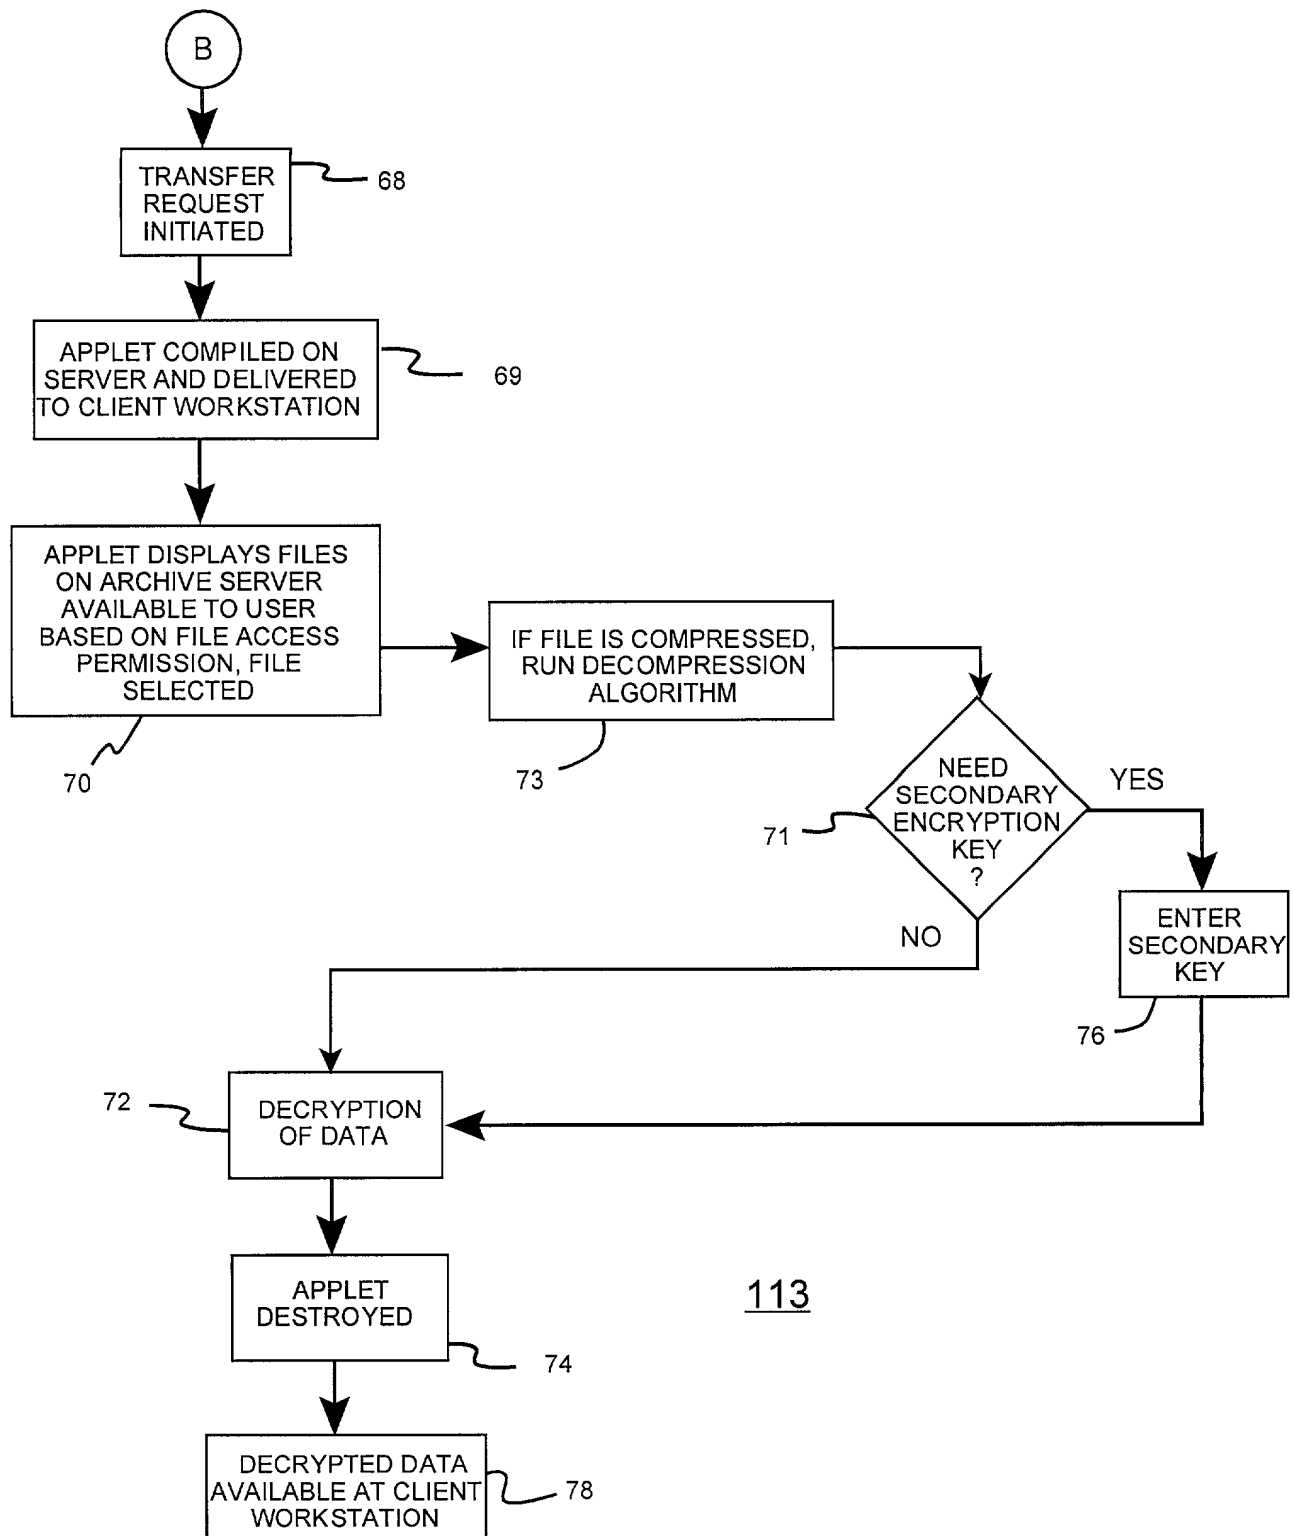 B
TRANSFER
REQUEST
INITIATED
68
APPLET COMPILED ON
SERVER AND DELIVERED
TO CLIENT WORKSTATION
69
APPLET DISPLAYS FILES
ON ARCHIVE SERVER
AVAILABLE TO USER
BASED ON FILE ACCESS
PERMISSION, FILE
SELECTED
70
IF FILE IS COMPRESSED,
RUN DECOMPRESSION
ALGORITHM
73
NEED
SECONDARY
ENCRYPTION
KEY
?
71
YES
NO
ENTER
SECONDARY
KEY
76
DECRYPTION
OF DATA
72
APPLET
DESTROYED
74
113
DECRYPTED DATA
AVAILABLE AT CLIENT
WORKSTATION
78